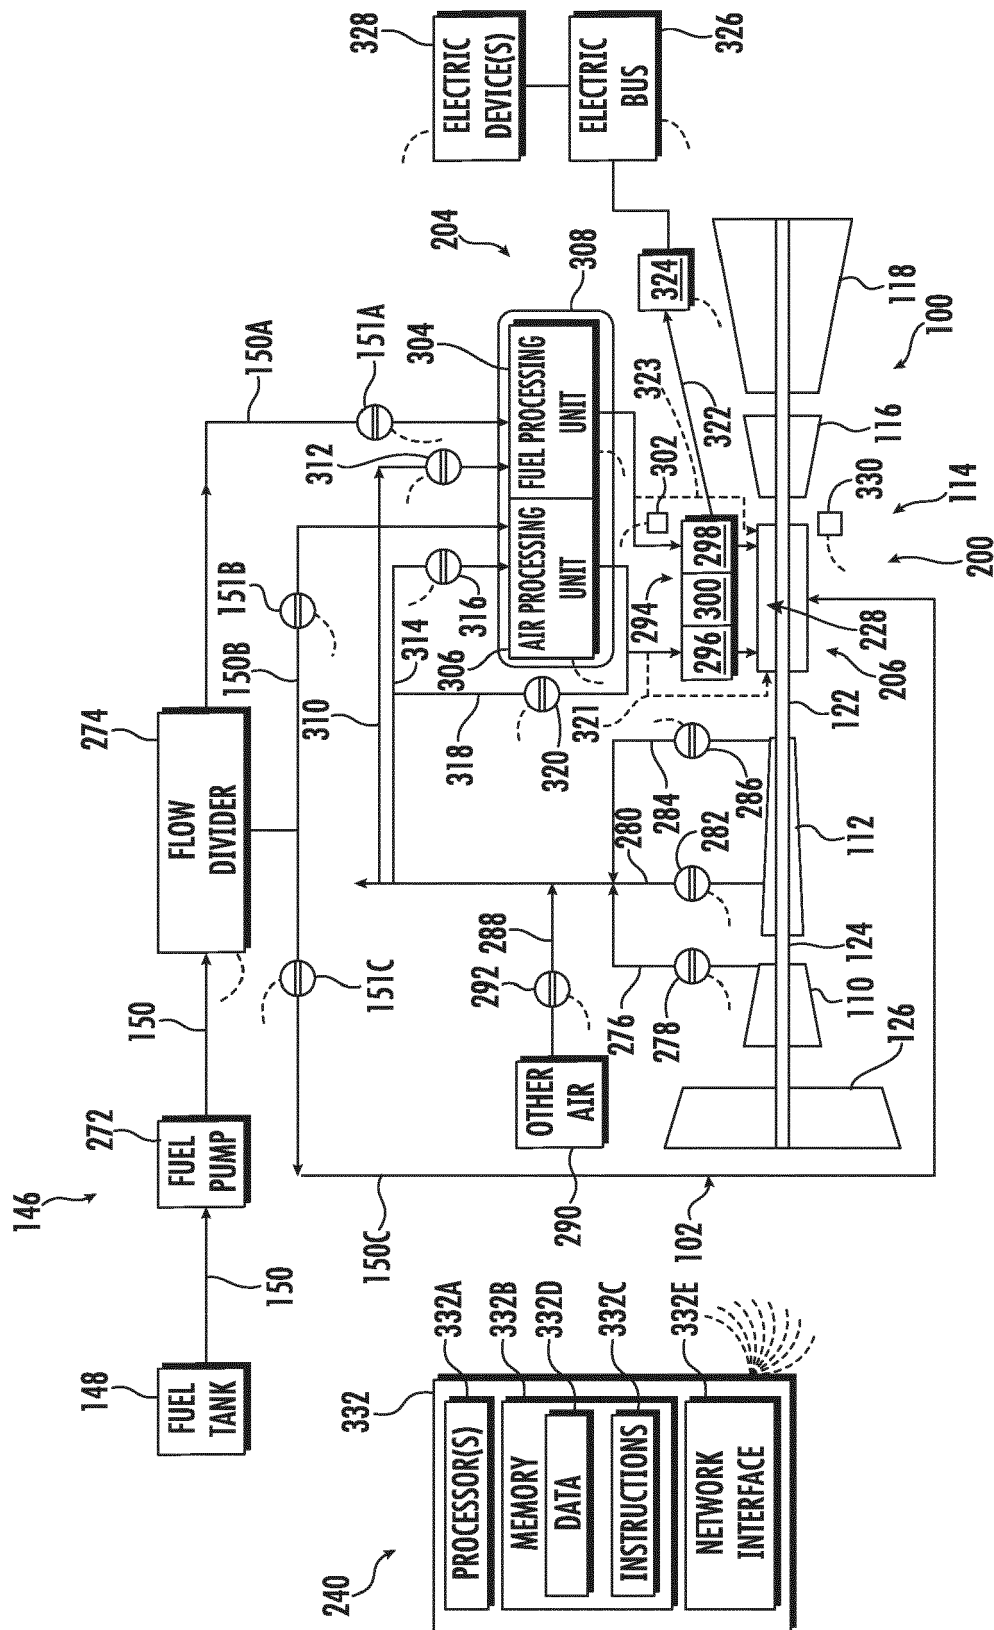 146
148
FUEL
TANK
150
272
FUEL
PUMP
150
274
FLOW
DIVIDER
150A
151A
151B
150B
151C
150C
102
310
312
314
316
318
320
304
FUEL PROCESSING
UNIT
306
AIR PROCESSING
UNIT
308
204
328
ELECTRIC
DEVICE(S)
326
ELECTRIC
BUS
324
322
323
302
321
294
296
300
298
290
OTHER
AIR
292
288
276
278
280
282
284
286
126
110
124
112
122
206
228
200
330
114
116
118
100
240
332
PROCESSOR(S)
332A
MEMORY
332B
DATA
332D
INSTRUCTIONS
332C
NETWORK
INTERFACE
332E